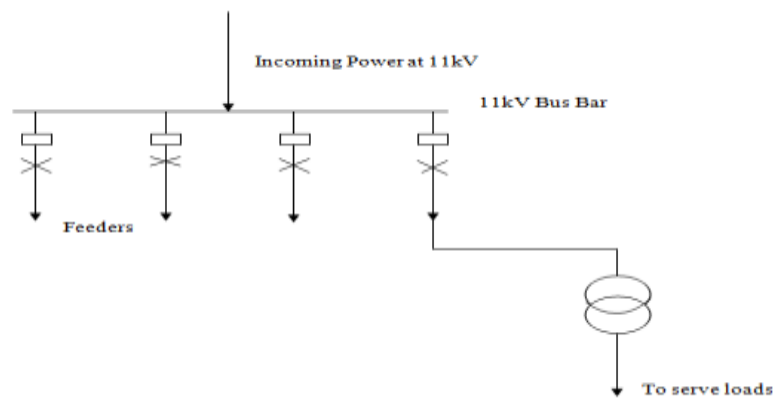 Incoming Power at 11kV
11kV Bus Bar
Feeders
To serve loads